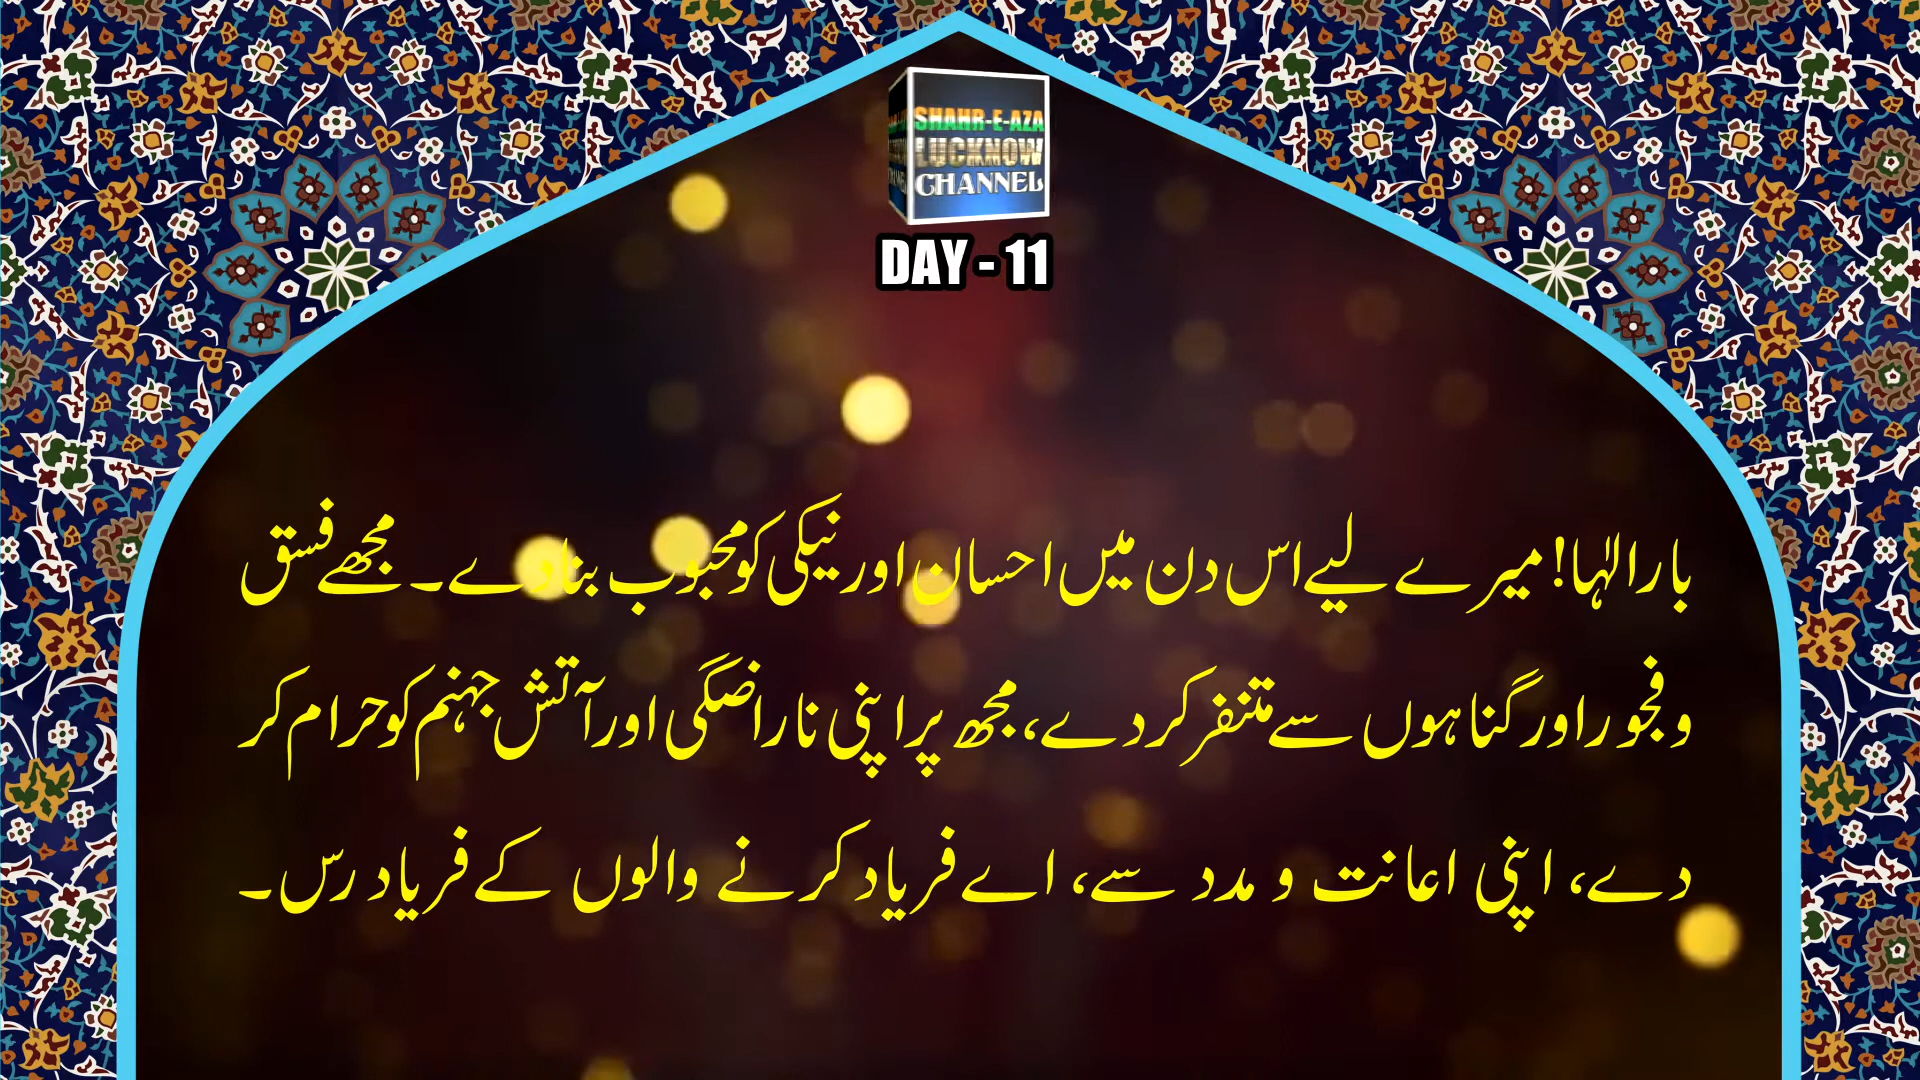 SHAHR-E-AZA
LUCKNOW
CHANNEL
DAY - 11
بارالٰہا! میرے لیے اس دن میں احسان اور نیکی کو محبوب بنا دے۔ مجھے فسق
و فجور اور گناہوں سے متنفر کر دے، مجھ پر اپنی ناراضگی اور آتش جہنم کو حرام کر
دے، اپنی اعانت و مدد سے، اے فریاد کرنے والوں کے فریاد رس۔